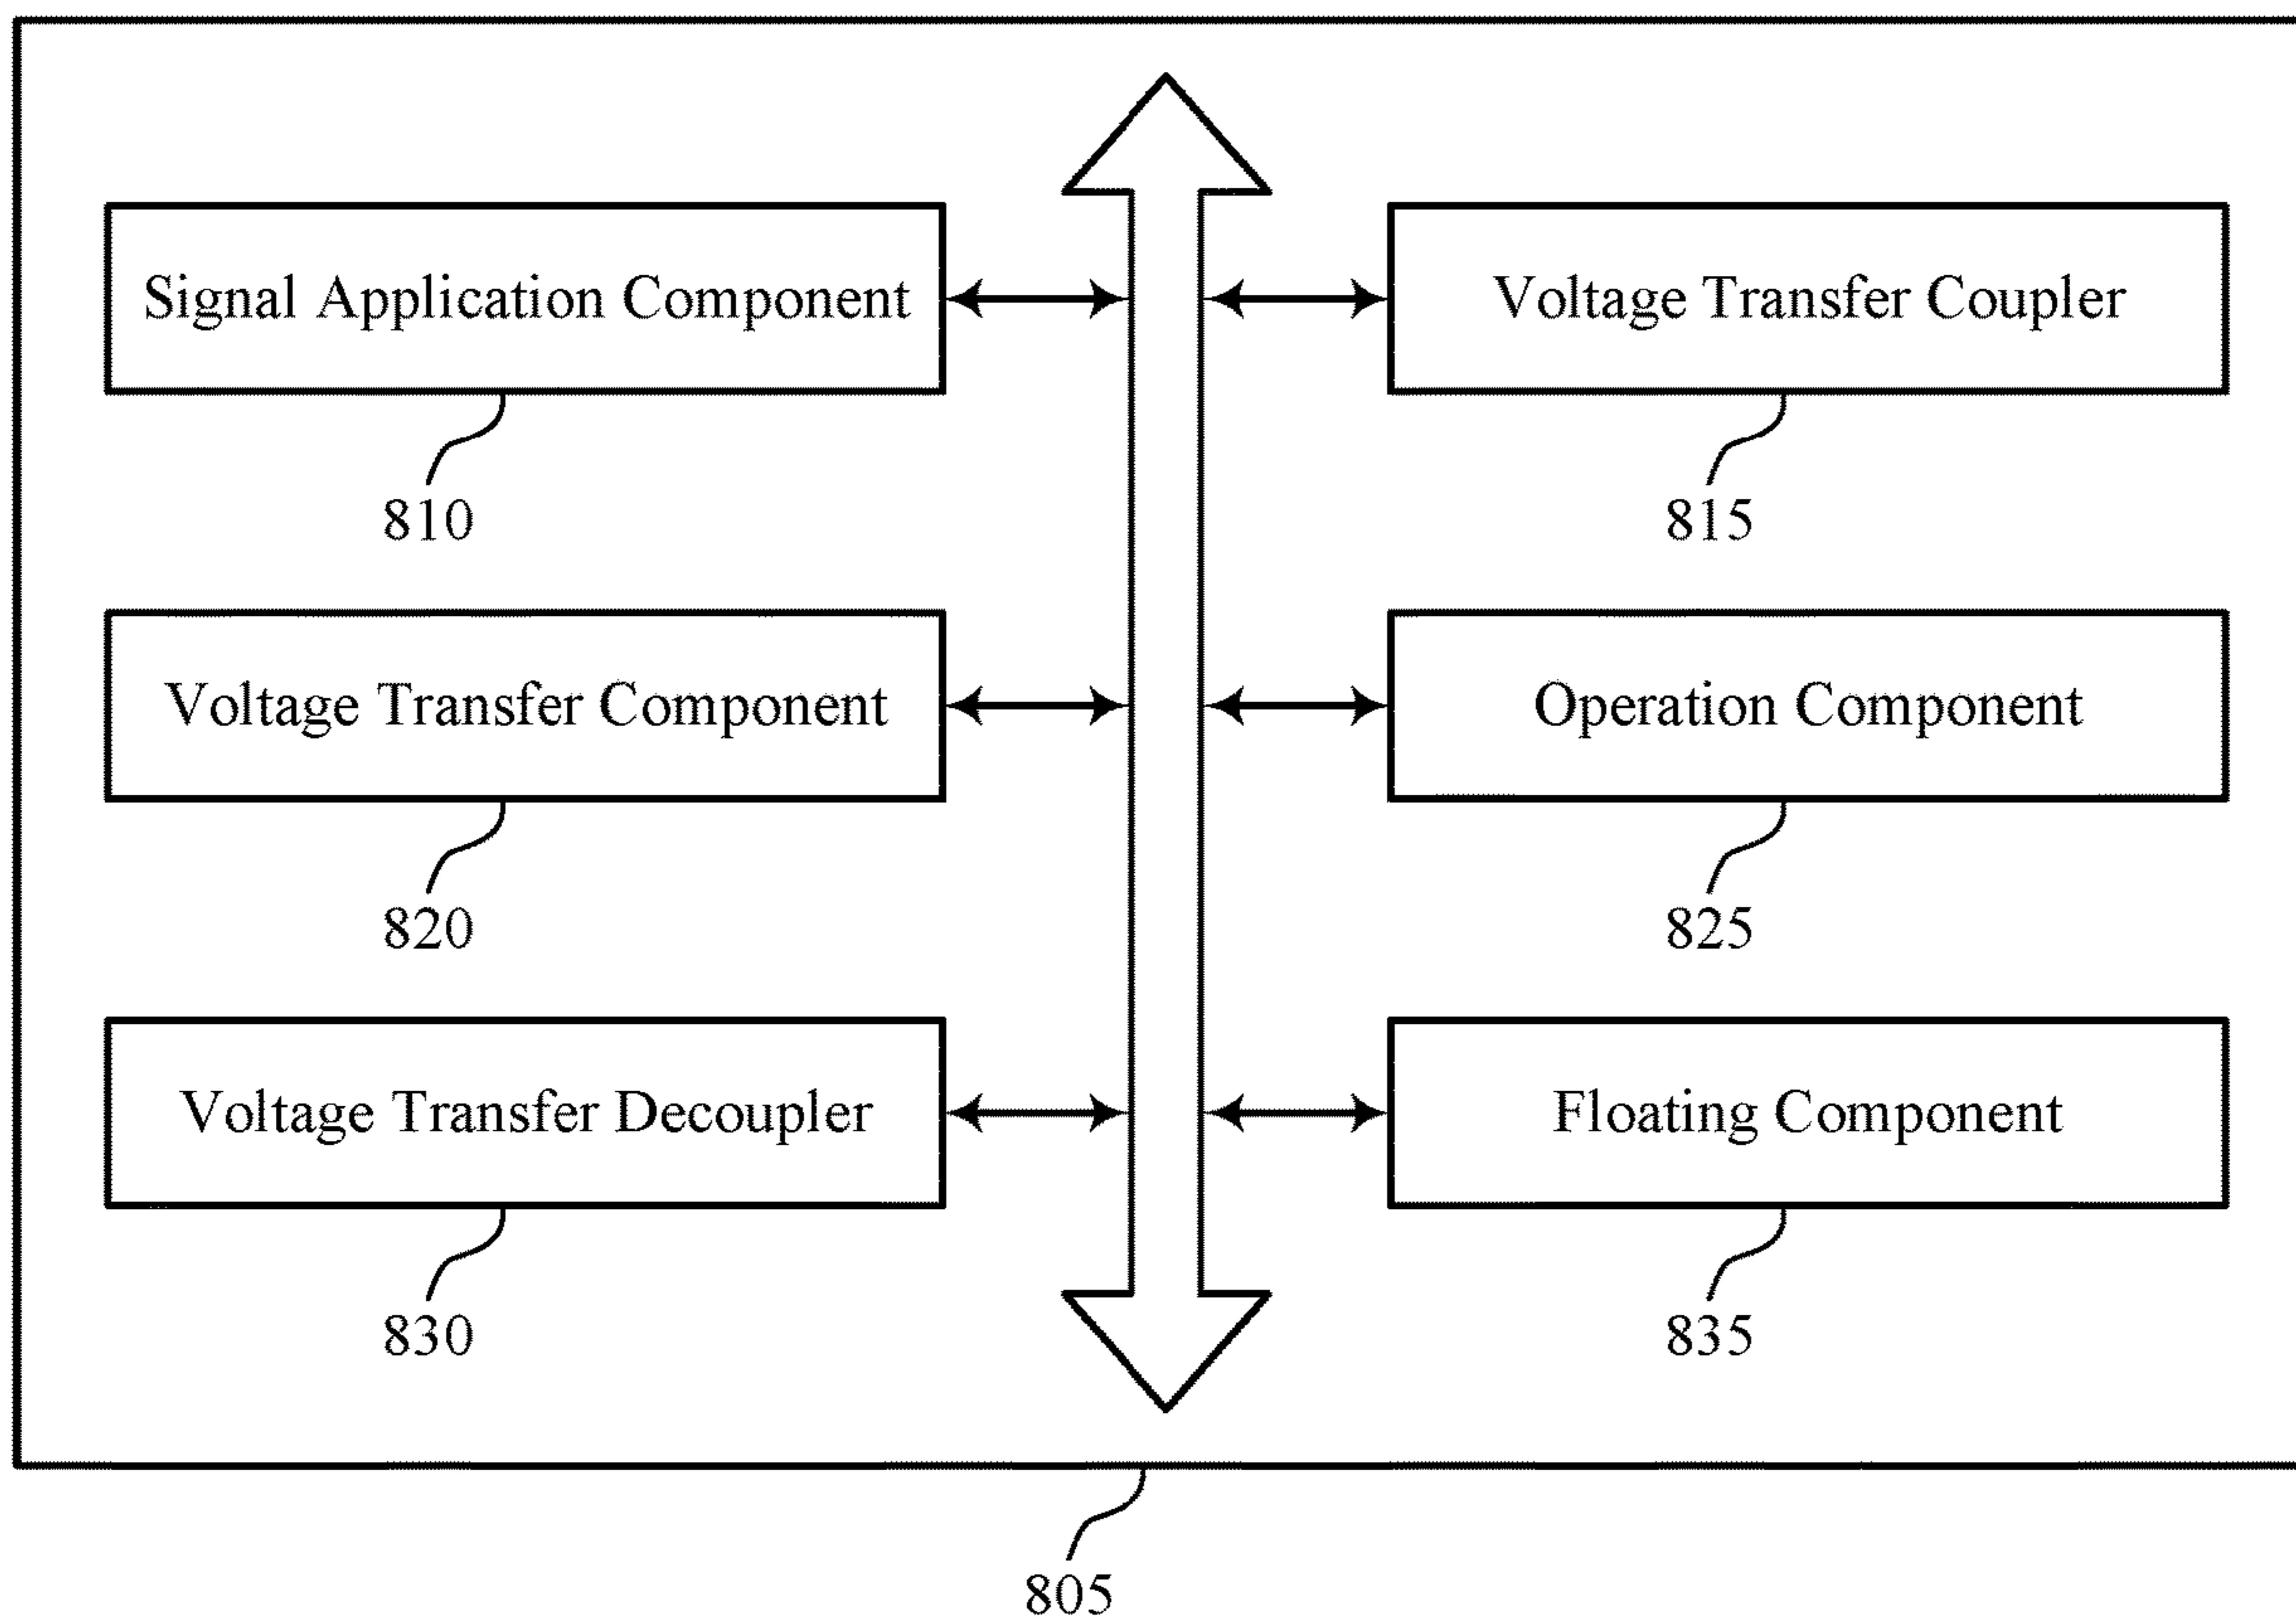 Signal Application Component
Voltage Transfer Coupler
810
815
Voltage Transfer Component
Operation Component
820
825
Voltage Transfer Decoupler
Floating Component
830
835
805